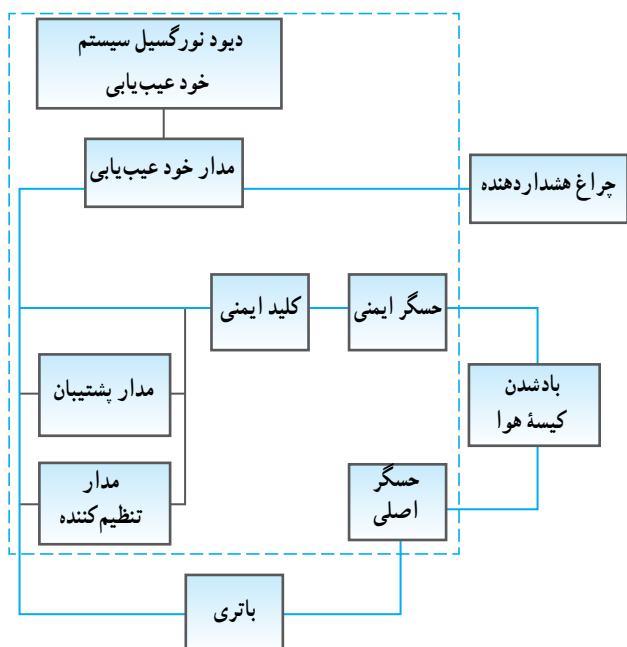 دیود نورگسیل سیستم
خود عیب‌یابی
مدار خود عیب‌یابی
چراغ هشداردهنده
کلید ایمنی
حسگر ایمنی
مدار پشتیبان
بادشدن
کیسهٔ هوا
مدار
تنظیم‌کننده
حسگر
اصلی
باتری